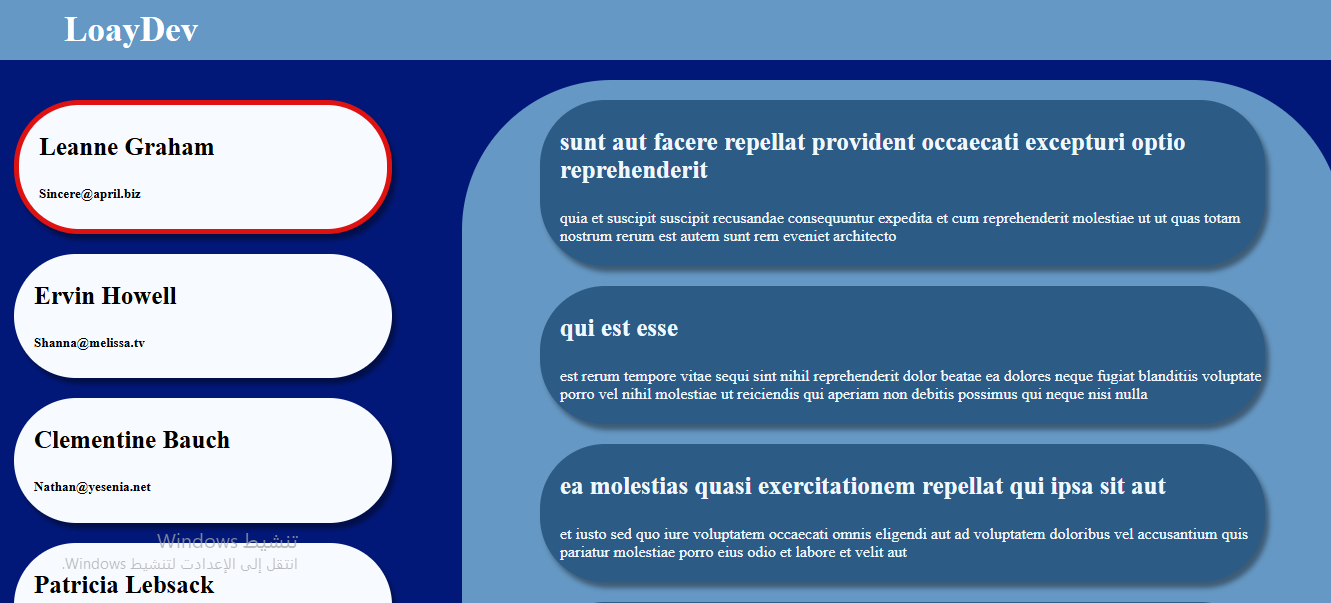 LoayDev
Leanne Graham
Sincere@april.biz
Ervin Howell
Shanna@melissa.tv
Clementine Bauch
Nathan@yesenia.net
تنشيط Windows
انتقل إلى الإعدادت لتنشيط Windows.
Patricia Lebsack
sunt aut facere repellat provident occaecati excepturi optio
reprehenderit
quia et suscipit suscipit recusandae consequuntur expedita et cum reprehenderit molestiae ut ut quas totam
nostrum rerum est autem sunt rem eveniet architecto
qui est esse
est rerum tempore vitae sequi sint nihil reprehenderit dolor beatae ea dolores neque fugiat blanditiis voluptate
porro vel nihil molestiae ut reiciendis qui aperiam non debitis possimus qui neque nisi nulla
ea molestias quasi exercitationem repellat qui ipsa sit aut
et iusto sed quo iure voluptatem occaecati omnis eligendi aut ad voluptatem doloribus vel accusantium quis
pariatur molestiae porro eius odio et labore et velit aut